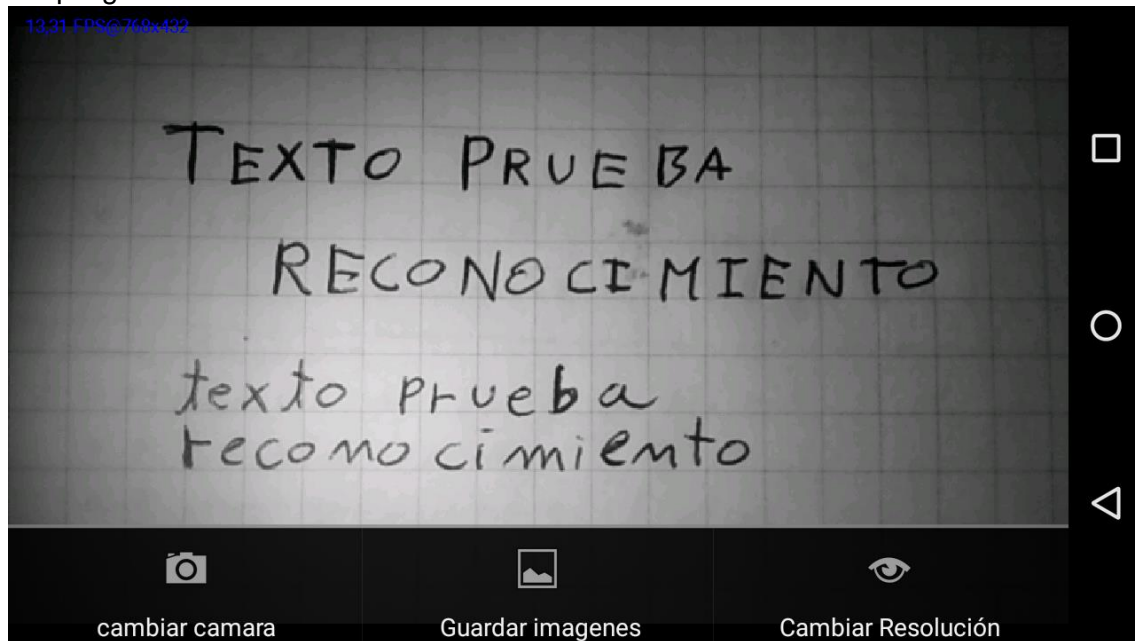 13,31 FPS@768x432
TEXTO PRUEBA
RECONOCIMIENTO
texto prueba
reconocimiento
cambiar camara
Guardar imagenes
Cambiar Resolución